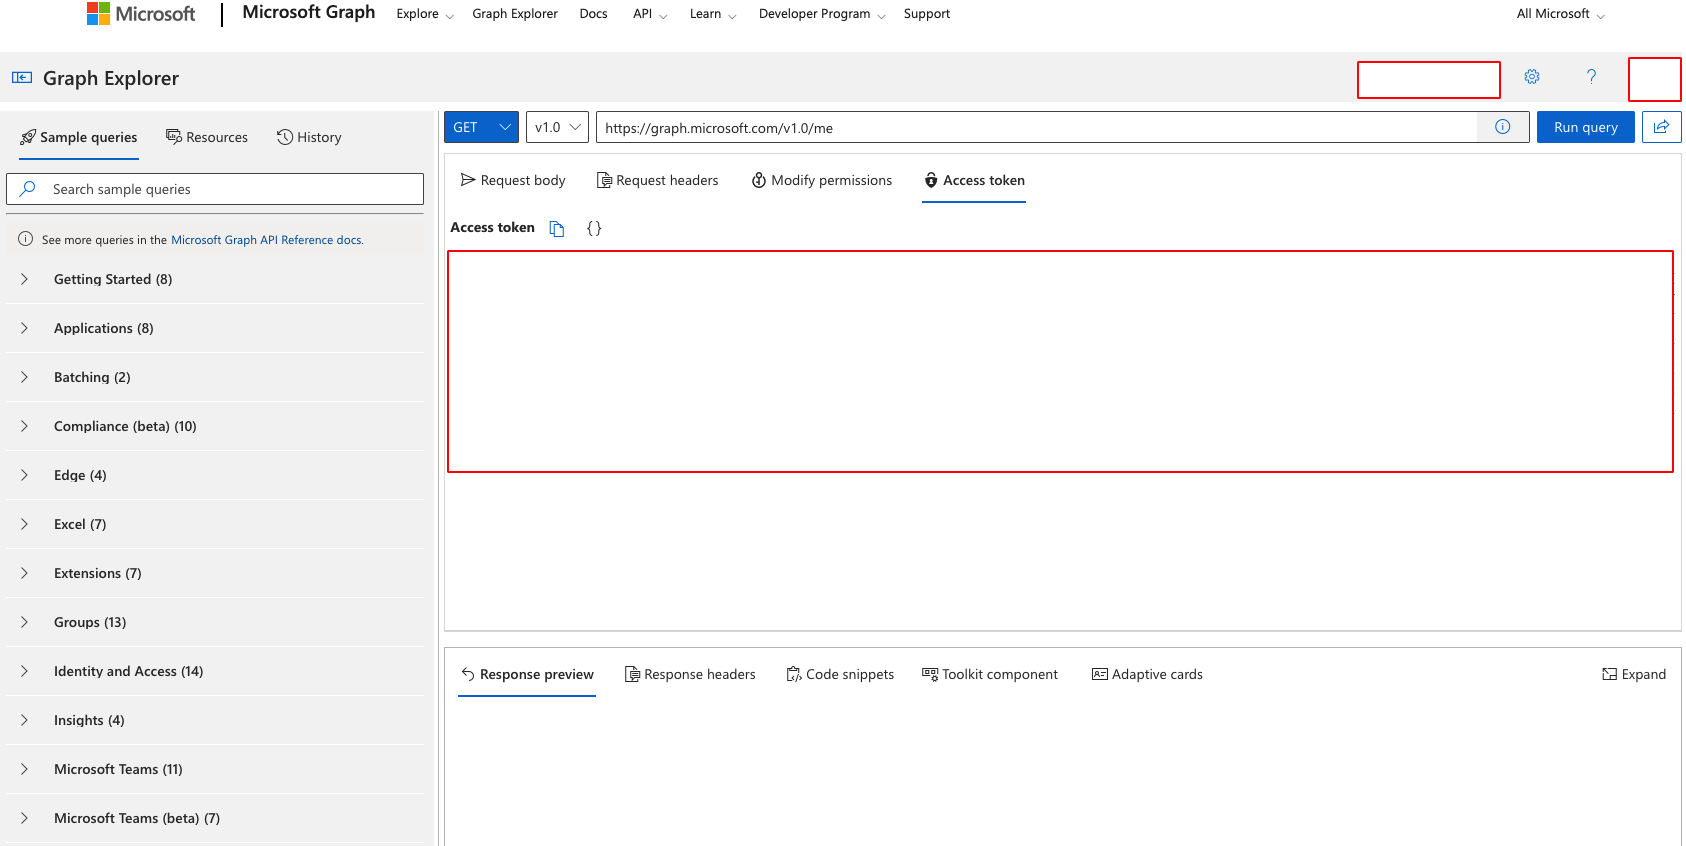 Microsoft Microsoft Graph Explore Graph Explorer Docs API Learn Developer Program Support All Microsoft
Graph Explorer ?
Sample queries Resources History
Search sample queries
See more queries in the Microsoft Graph API Reference docs.
Getting Started (8)
Applications (8)
Batching (2)
Compliance (beta) (10)
Edge (4)
Excel (7)
Extensions (7)
Groups (13)
Identity and Access (14)
Insights (4)
Microsoft Teams (11)
Microsoft Teams (beta) (7)
GET v1.0 https://graph.microsoft.com/v1.0/me Run query
Request body Request headers Modify permissions Access token
Access token {}
Response preview Response headers Code snippets Toolkit component Adaptive cards Expand